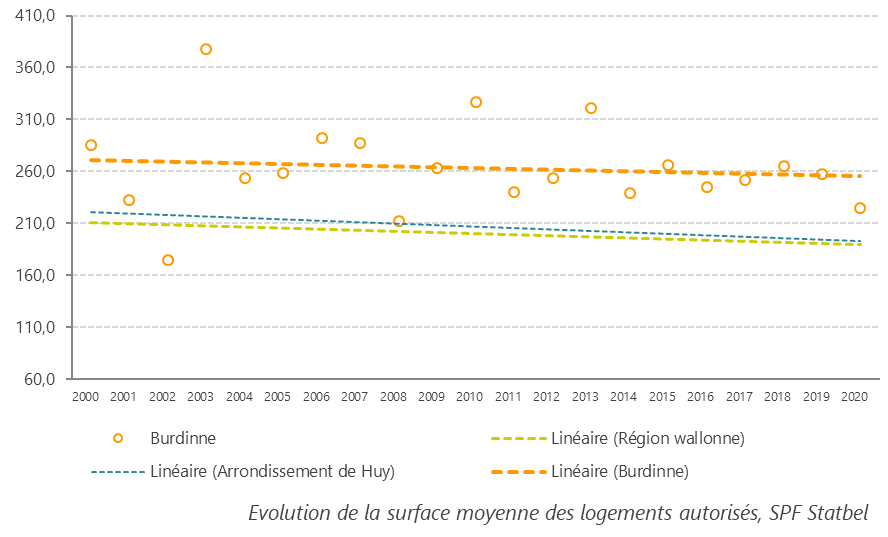 410,0
360,0
310,0
260,0
210,0
160,0
110,0
60,0
2000 2001 2002 2003 2004 2005 2006 2007 2008 2009 2010 2011 2012 2013 2014 2015 2016 2017 2018 2019 2020
Burdinne Linéaire (Région wallonne)
Linéaire (Arrondissement de Huy) Linéaire (Burdinne)
Evolution de la surface moyenne des logements autorisés, SPF Statbel